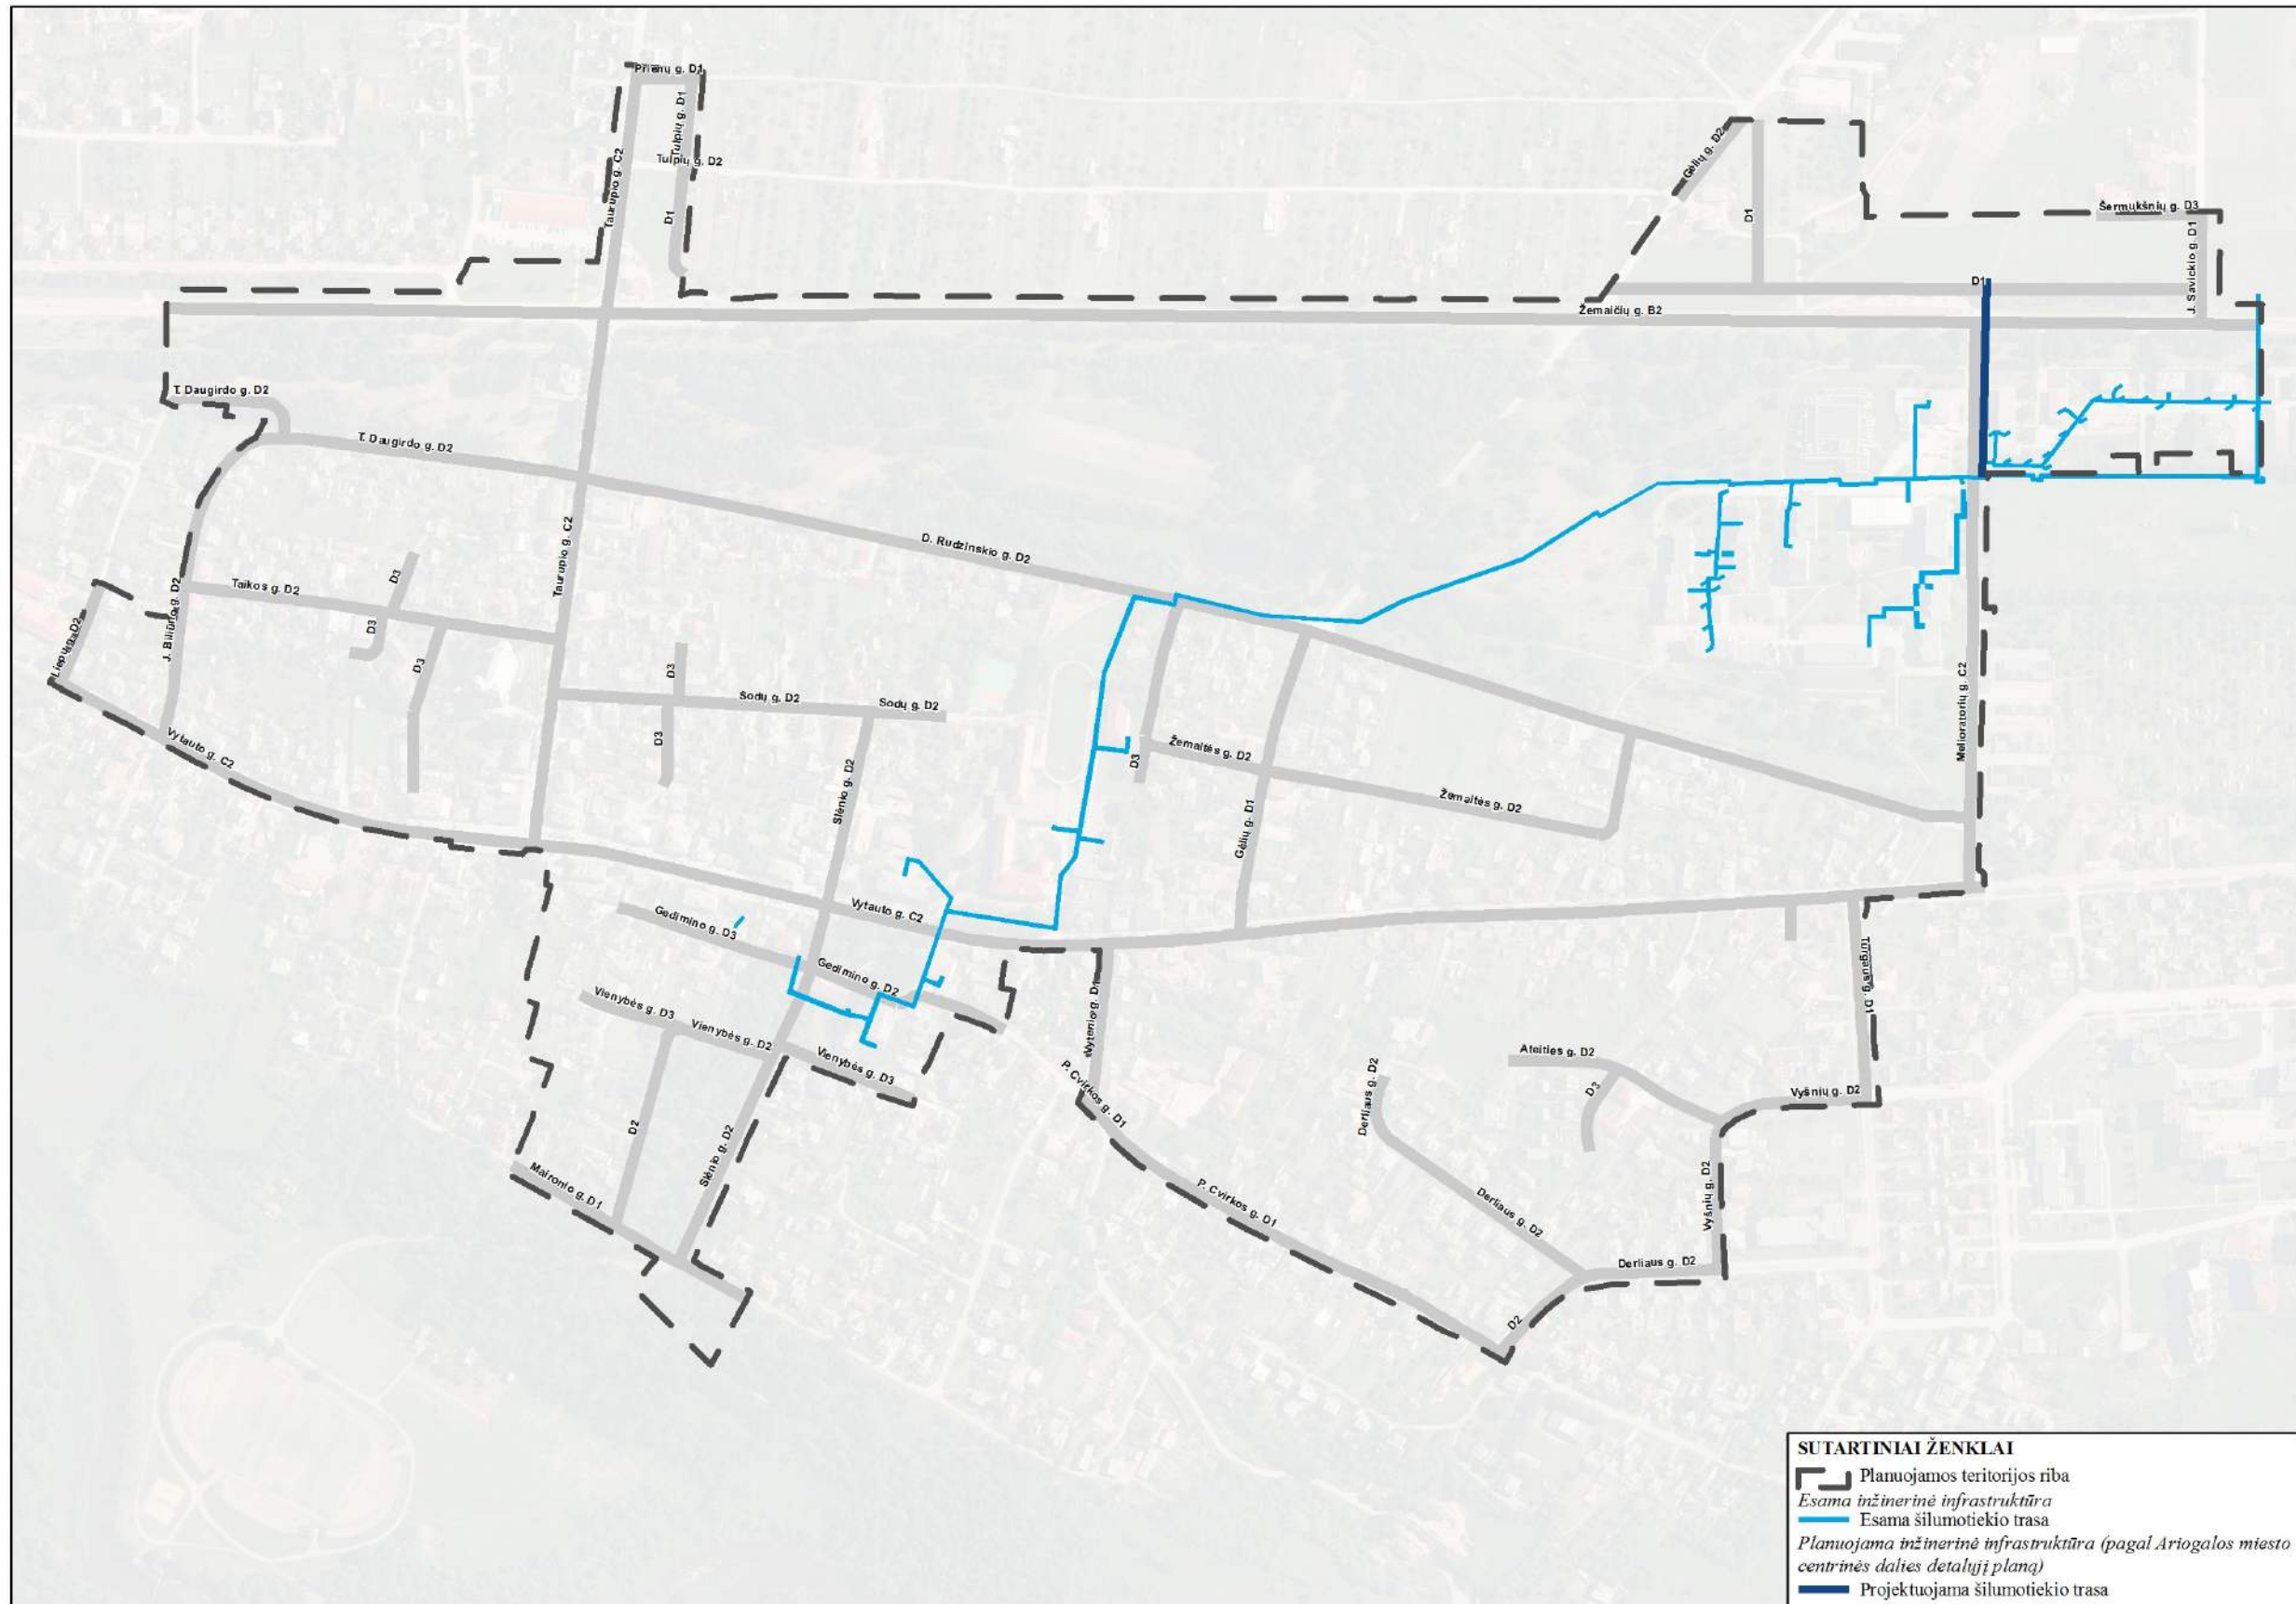 Prienų g. D1
Tulpių g. D1
Tulpių g. D2
Taurupio g. C2
D1
Gėlių g. D2
D1
Šermukšnių g. D3
J. Savickio g. D1
D1
Žemaičių g. B2
T. Daugirdo g. D2
T. Daugirdo g. D2
D. Rudzinskio g. D2
Taurupio g. C2
Taikos g. D2
D3
D3
D3
J. Biliūno g. D2
Liepų g. D2
Vytauto g. C2
D3
Sodų g. D2
Sodų g. D2
D3
Slėnio g. D2
D3
Žemaitės g. D2
Žemaitės g. D2
Gėlių g. D1
Melioratorių g. C2
Vytauto g. C2
Gedimino g. D3
Gedimino g. D2
Vienybės g. D3
Vienybės g. D2
Vienybės g. D3
D2
Slėnio g. D2
Maironio g. D1
Vytenio g. D1
P. Cvirkos g. D1
P. Cvirkos g. D1
Derliaus g. D2
Derliaus g. D2
Derliaus g. D2
D2
Ateities g. D2
D3
Vyšnių g. D2
Vyšnių g. D2
Turgaus g. D1
SUTARTINIAI ŽENKLAI
Planuojamos teritorijos riba
Esama inžinerinė infrastruktūra
Esama šilumotiekio trasa
Planuojama inžinerinė infrastruktūra (pagal Ariogalos miesto
centrinės dalies detalųjį planą)
Projektuojama šilumotiekio trasa